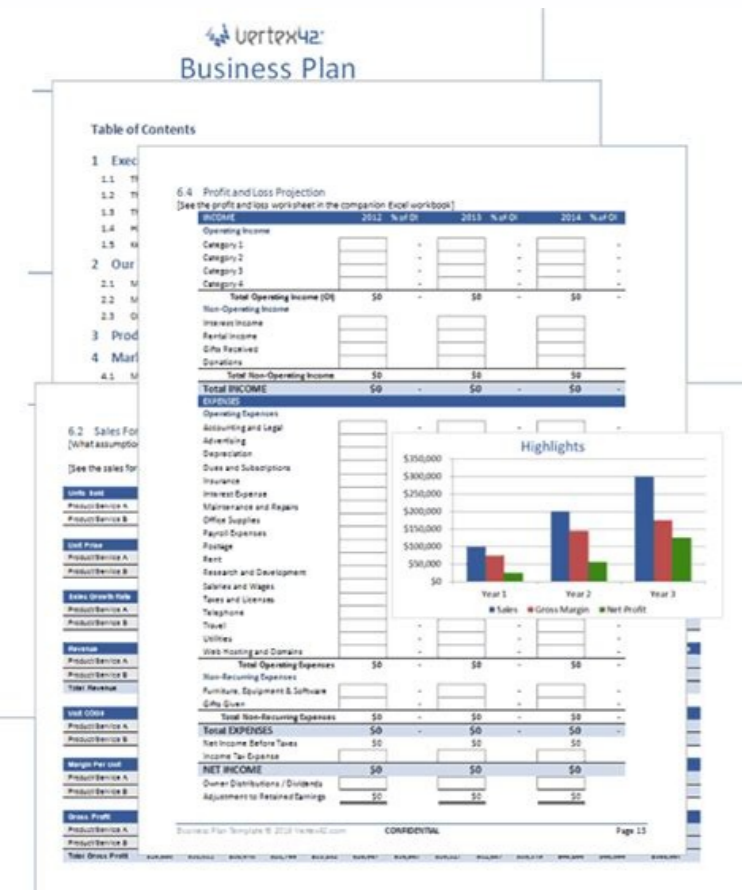 vertex42
Business Plan
Table of Contents
1 Exec
1.1
1.2
1.3
1.4
1.5
2 Our
2.1 M
2.2 M
2.3
3 Prod
4 Mark
4.1 M
6.4 Profit and Loss Projection
[See the profit and loss worksheet in the companion Excel workbook]
INCOME 2012 % of OI 2013 % of OI 2014 % of OI
Operating Income
Category 1 - - -
Category 2 - - -
Category 3 - - -
Category 4 - - -
Total Operating Income (OI) $0 - $0 - $0 -
Non-Operating Income
Interest Income
Rental Income
Gifts Received
Donations
Total Non-Operating Income $0 $0 $0
Total INCOME $0 - $0 - $0 -
EXPENSES
Operating Expenses
Accounting and Legal - - -
Advertising
Depreciation
Dues and Subscriptions
Insurance
Interest Expense
Maintenance and Repairs
Office Supplies
Payroll Expenses
Postage
Rent
Research and Development
Salaries and Wages
Taxes and Licenses
Telephone
Travel - - -
Utilities - - -
Web Hosting and Domains - - -
Total Operating Expenses $0 - $0 - $0 -
Non-Recurring Expenses
Furniture, Equipment & Software - - -
Gifts Given - - -
Total Non-Recurring Expenses $0 - $0 - $0 -
Total EXPENSES $0 - $0 - $0 -
Net Income Before Taxes $0 $0 $0
Income Tax Expense
NET INCOME $0 $0 $0
Owner Distributions / Dividends
Adjustment to Retained Earnings $0 $0 $0
Business Plan Template © Vertex42.com CONFIDENTIAL Page 13
Highlights
$350,000
$300,000
$250,000
$200,000
$150,000
$100,000
$50,000
$0
Year 1 Year 2 Year 3
Sales Gross Margin Net Profit
6.2 Sales For
[What assumptio
[See the sales for
Units Sold
Product/Service A
Product/Service B
Unit Price
Product/Service A
Product/Service B
Sales Growth Rate
Product/Service A
Product/Service B
Revenue
Product/Service A
Product/Service B
Total Revenue
Unit COGS
Product/Service A
Product/Service B
Margin Per Unit
Product/Service A
Product/Service B
Gross Profit
Product/Service A
Product/Service B
Total Gross Profit